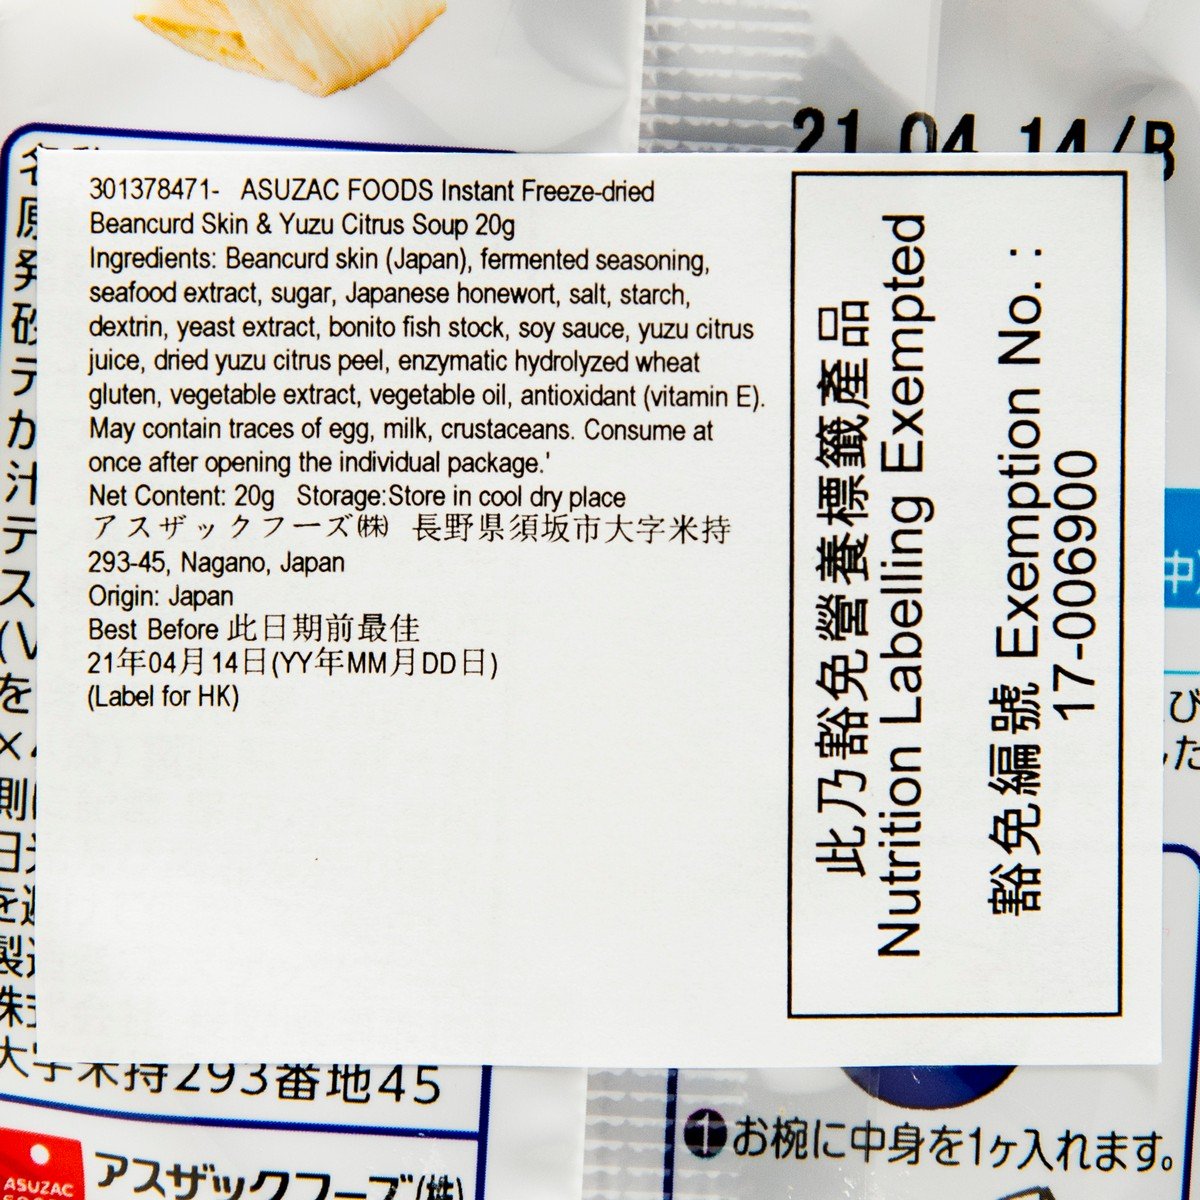 21.04.14/B
301378471- ASUZAC FOODS Instant Freeze-dried
Beancurd Skin & Yuzu Citrus Soup 20g
Ingredients: Beancurd skin (Japan), fermented seasoning,
seafood extract, sugar, Japanese honewort, salt, starch,
dextrin, yeast extract, bonito fish stock, soy sauce, yuzu citrus
juice, dried yuzu citrus peel, enzymatic hydrolyzed wheat
gluten, vegetable extract, vegetable oil, antioxidant (vitamin E).
May contain traces of egg, milk, crustaceans. Consume at
once after opening the individual package.'
Net Content: 20g Storage:Store in cool dry place
アスザックフーズ㈱ 長野県須坂市大字米持
293-45, Nagano, Japan
Origin: Japan
Best Before 此日期前最佳
21年04月14日(YY年MM月DD日)
(Label for HK)
此乃豁免營養標籤產品
Nutrition Labelling Exempted
豁免編號 Exemption No. :
17-006900
大字米持293番地45
アスザックフーズ(株)
ASUZAC
❶お椀に中身を1ヶ入れます。